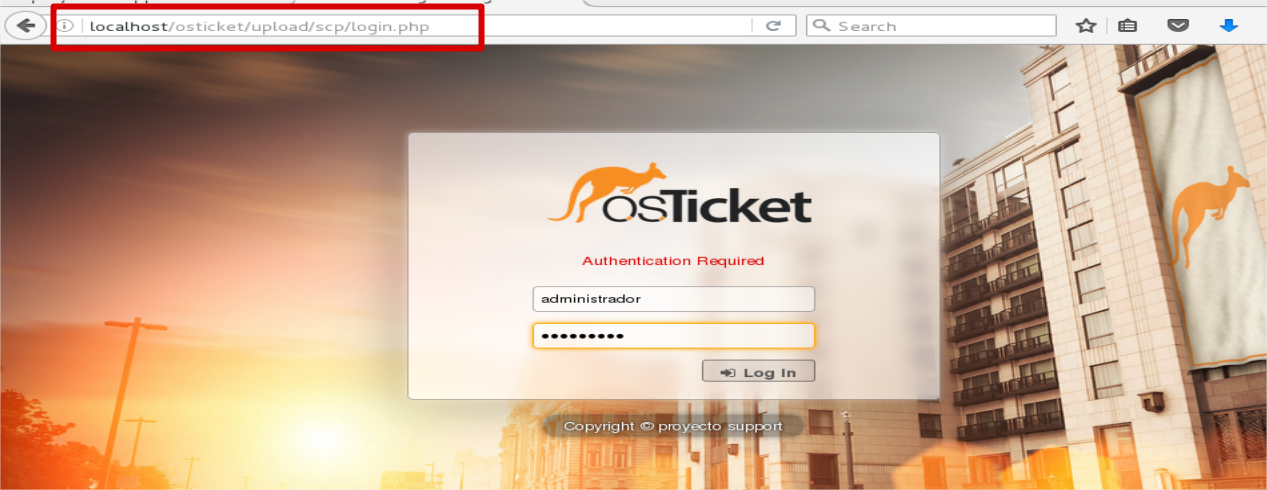 localhost/osticket/upload/scp/login.php
Search
osTicket
Authentication Required
administrador
•••••••••
Log In
Copyright © proyecto support